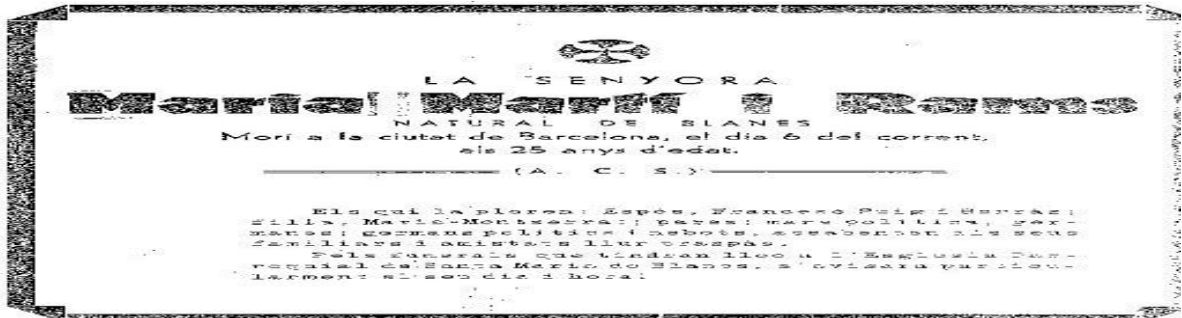 LA SENYORA
Maria Martí i Rams
NATURAL DE BLANES
Morí a la ciutat de Barcelona, el dia 6 del corrent,
als 25 anys d'edat.
(A. C. S.)
Els qui la ploren: Espòs, Francesc Puig i
filla, Maria-Montserrat; pares; mare política; ger-
mans; germans polítics i nebots, assabenten als seus
familiars i amistats llur traspàs.
Pels funerals que tindran lloc a l'Església Par-
roquial de Santa Maria de Blanes, s'avisarà particu-
larment el seu dia i hora.